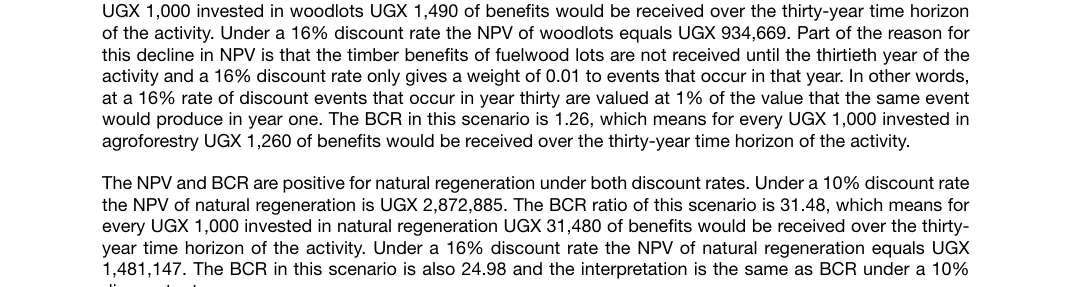 UGX 1,000 invested in woodlots UGX 1,490 of benefits would be received over the thirty-year time horizon
of the activity. Under a 16% discount rate the NPV of woodlots equals UGX 934,669. Part of the reason for
this decline in NPV is that the timber benefits of fuelwood lots are not received until the thirtieth year of the
activity and a 16% discount rate only gives a weight of 0.01 to events that occur in that year. In other words,
at a 16% rate of discount events that occur in year thirty are valued at 1% of the value that the same event
would produce in year one. The BCR in this scenario is 1.26, which means for every UGX 1,000 invested in
agroforestry UGX 1,260 of benefits would be received over the thirty-year time horizon of the activity.
The NPV and BCR are positive for natural regeneration under both discount rates. Under a 10% discount rate
the NPV of natural regeneration is UGX 2,872,885. The BCR ratio of this scenario is 31.48, which means for
every UGX 1,000 invested in natural regeneration UGX 31,480 of benefits would be received over the thirty-
year time horizon of the activity. Under a 16% discount rate the NPV of natural regeneration equals UGX
1,481,147. The BCR in this scenario is also 24.98 and the interpretation is the same as BCR under a 10%